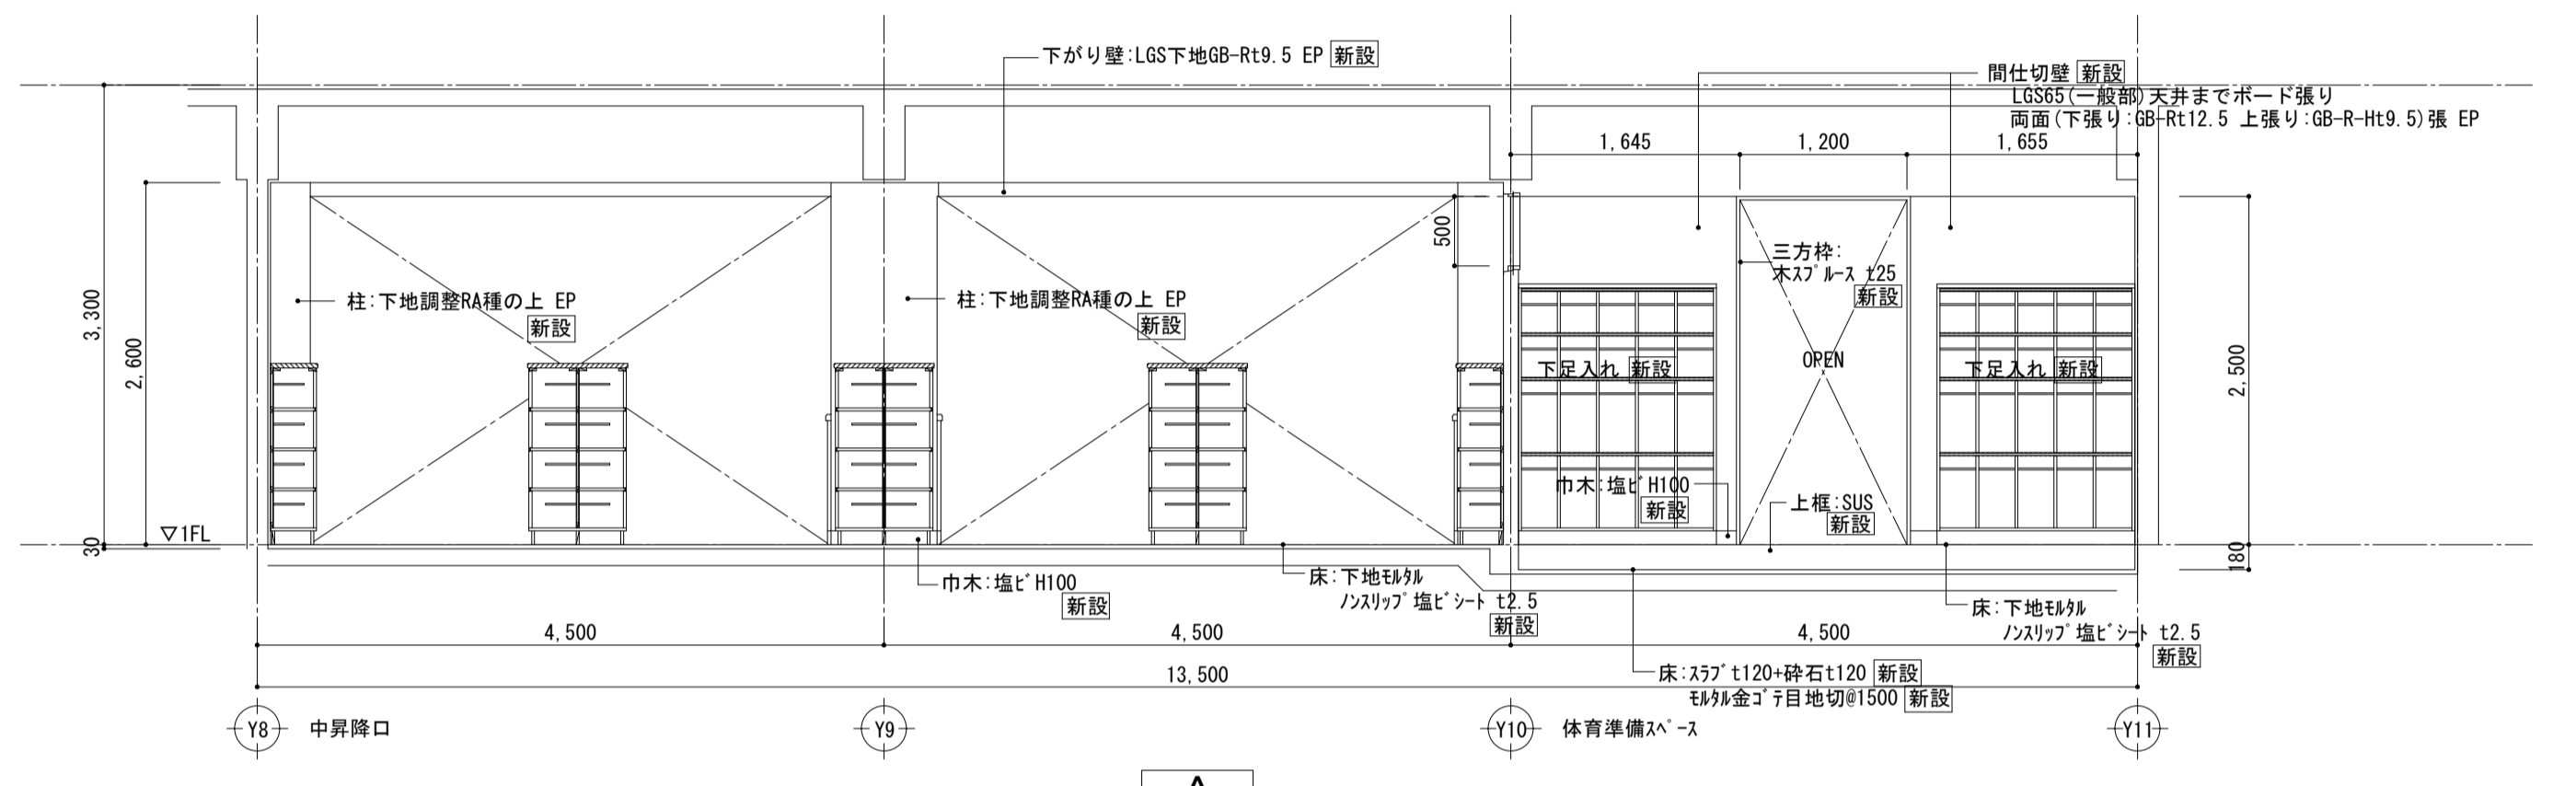 下がり壁:LGS下地GB-Rt9.5 EP 新設
間仕切壁 新設
LGS65(一般部)天井までボード張り
両面(下張り:GB-Rt12.5 上張り:GB-R-Ht9.5)張 EP
1,645
1,200
1,655
3,300
2,600
30
▽1FL
柱:下地調整RA種の上 EP
新設
柱:下地調整RA種の上 EP
新設
500
三方枠:
木ｽﾌﾟﾙｰｽ t25
新設
下足入れ 新設
OPEN
下足入れ 新設
2,500
180
巾木:塩ﾋﾞH100
新設
上框:SUS
新設
巾木:塩ﾋﾞH100
新設
床:下地ﾓﾙﾀﾙ
ﾉﾝｽﾘｯﾌﾟ塩ﾋﾞｼｰﾄ t2.5
新設
床:下地ﾓﾙﾀﾙ
ﾉﾝｽﾘｯﾌﾟ塩ﾋﾞｼｰﾄ t2.5
新設
4,500
4,500
4,500
13,500
床:ｽﾗﾌﾞt120+砕石t120 新設
ﾓﾙﾀﾙ金ｺﾞﾃ目地切@1500 新設
Y8
中昇降口
Y9
Y10
体育準備ｽﾍﾟｰｽ
Y11